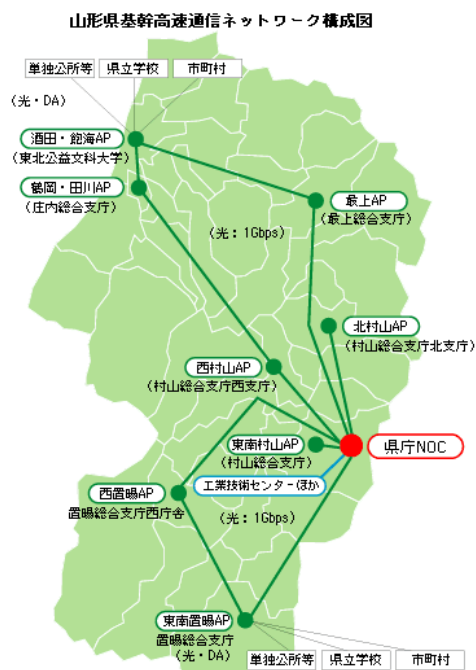 山形県基幹高速通信ネットワーク構成図
単独公所等 県立学校 市町村
(光・DA)
酒田・飽海AP
(東北公益文科大学)
鶴岡・田川AP
(庄内総合支庁)
最上AP
(最上総合支庁)
(光：1Gbps)
北村山AP
(村山総合支庁北支庁)
西村山AP
(村山総合支庁西支庁)
東南村山AP
(村山総合支庁)
県庁NOC
工業技術センターほか
西置賜AP
置賜総合支庁西庁舎
(光：1Gbps)
東南置賜AP
置賜総合支庁
(光・DA)
単独公所等 県立学校 市町村